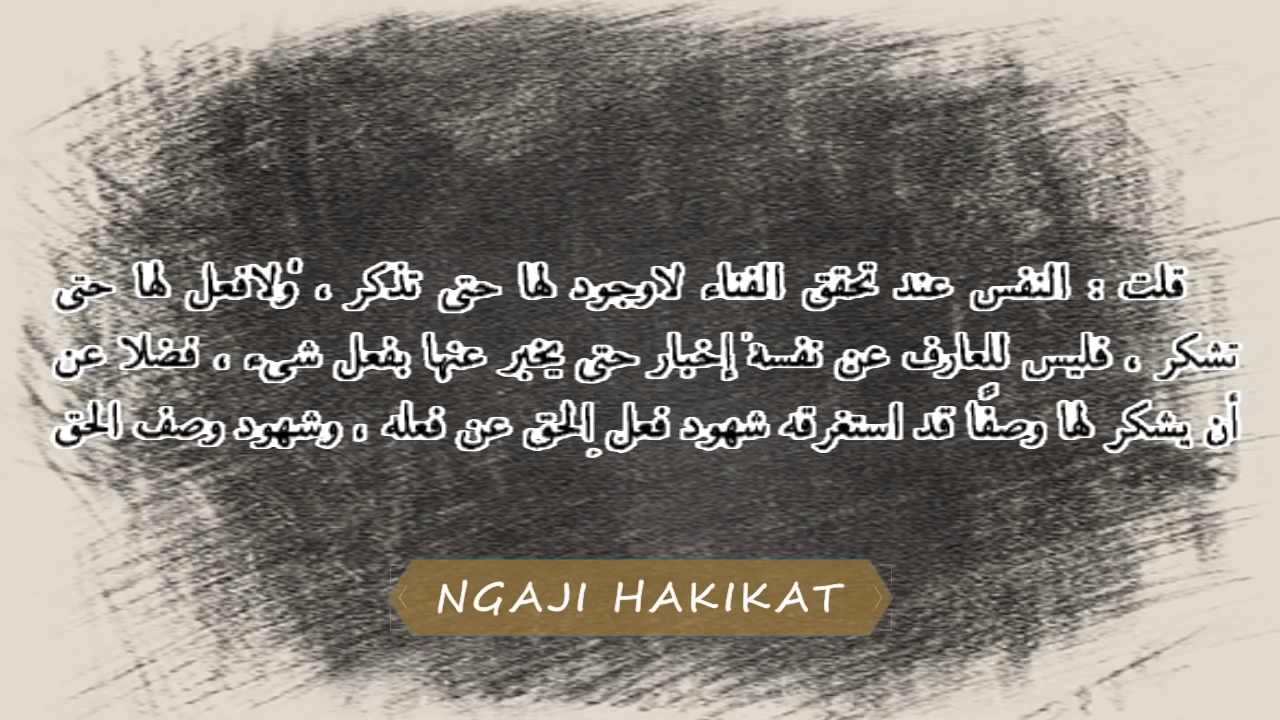 قلت : النفس عند تحقق الفناء لاوجود لها حتى تذكر ، ولافعل لها حتى
تشكر ، فليس للعارف عن نفسه إخبار حتى يخبر عنها بفعل شىء ، فضلا عن
أن يشكر لها وصفًا قد استغرقه شهود فعل الحق عن فعله ، وشهود وصف الحق
NGAJI HAKIKAT